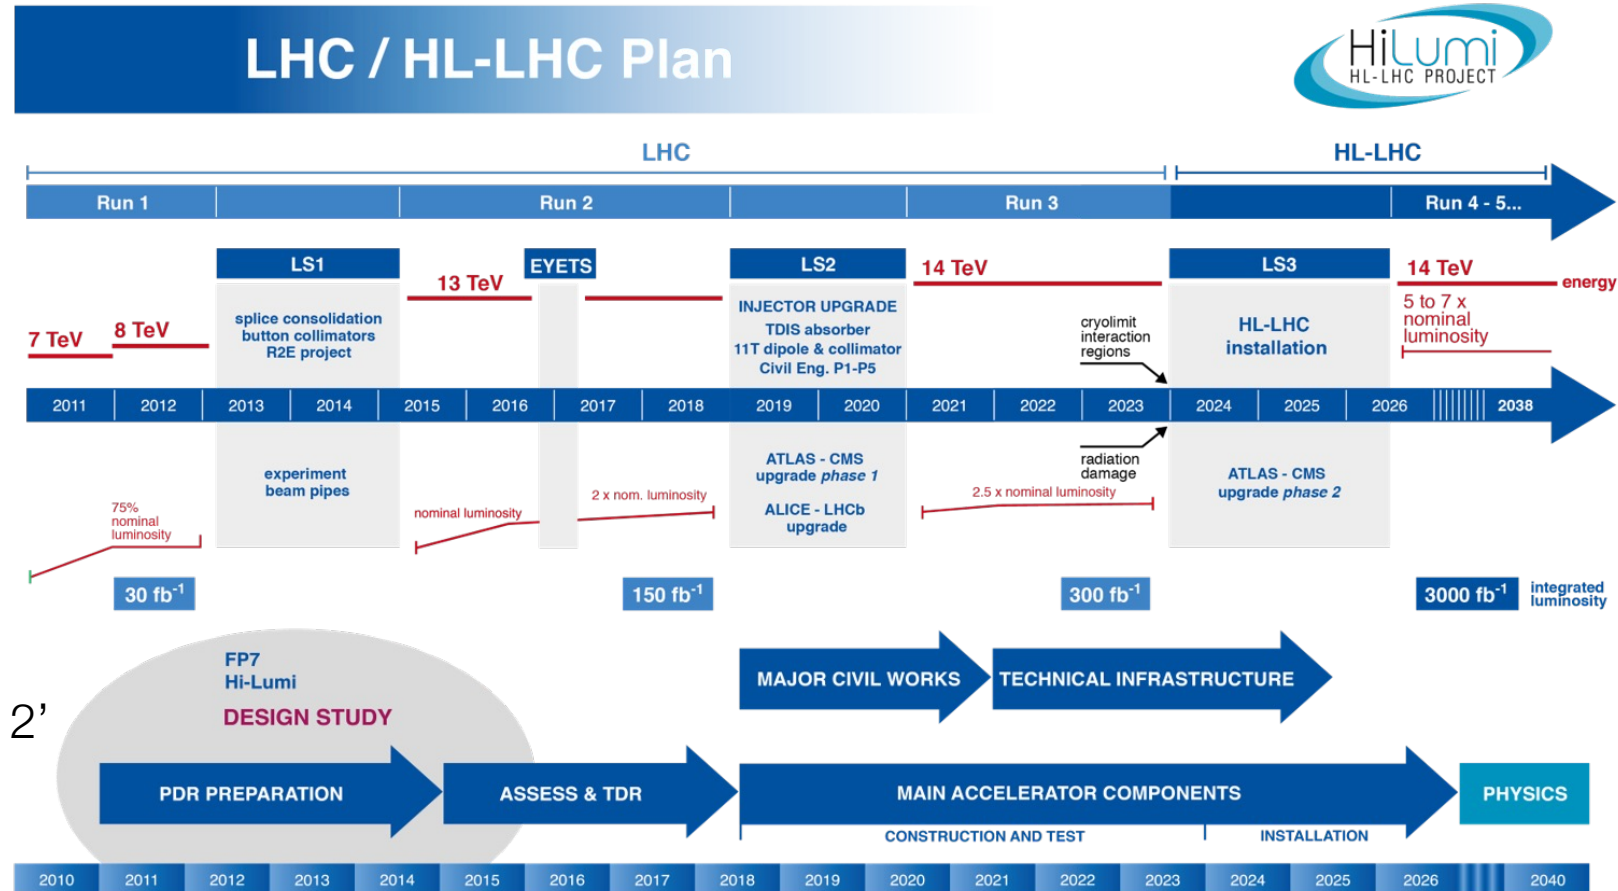 LHC / HL-LHC Plan
HiLumi
HL-LHC PROJECT
LHC
HL-LHC
Run 1
Run 2
Run 3
Run 4 - 5...
LS1
EYETS
LS2
LS3
7 TeV
8 TeV
13 TeV
14 TeV
14 TeV
energy
splice consolidation
button collimators
R2E project
INJECTOR UPGRADE
TDIS absorber
11T dipole & collimator
Civil Eng. P1-P5
cryolimit
interaction
regions
HL-LHC
installation
5 to 7 x
nominal
luminosity
2011 2012 2013 2014 2015 2016 2017 2018 2019 2020 2021 2022 2023 2024 2025 2026 2038
experiment
beam pipes
75%
nominal
luminosity
nominal luminosity
2 x nom. luminosity
ATLAS - CMS
upgrade phase 1
ALICE - LHCb
upgrade
radiation
damage
2.5 x nominal luminosity
ATLAS - CMS
upgrade phase 2
30 fb⁻¹
150 fb⁻¹
300 fb⁻¹
3000 fb⁻¹
integrated
luminosity
FP7
Hi-Lumi
DESIGN STUDY
2’
MAJOR CIVIL WORKS
TECHNICAL INFRASTRUCTURE
PDR PREPARATION
ASSESS & TDR
MAIN ACCELERATOR COMPONENTS
PHYSICS
CONSTRUCTION AND TEST
INSTALLATION
2010 2011 2012 2013 2014 2015 2016 2017 2018 2019 2020 2021 2022 2023 2024 2025 2026 2040